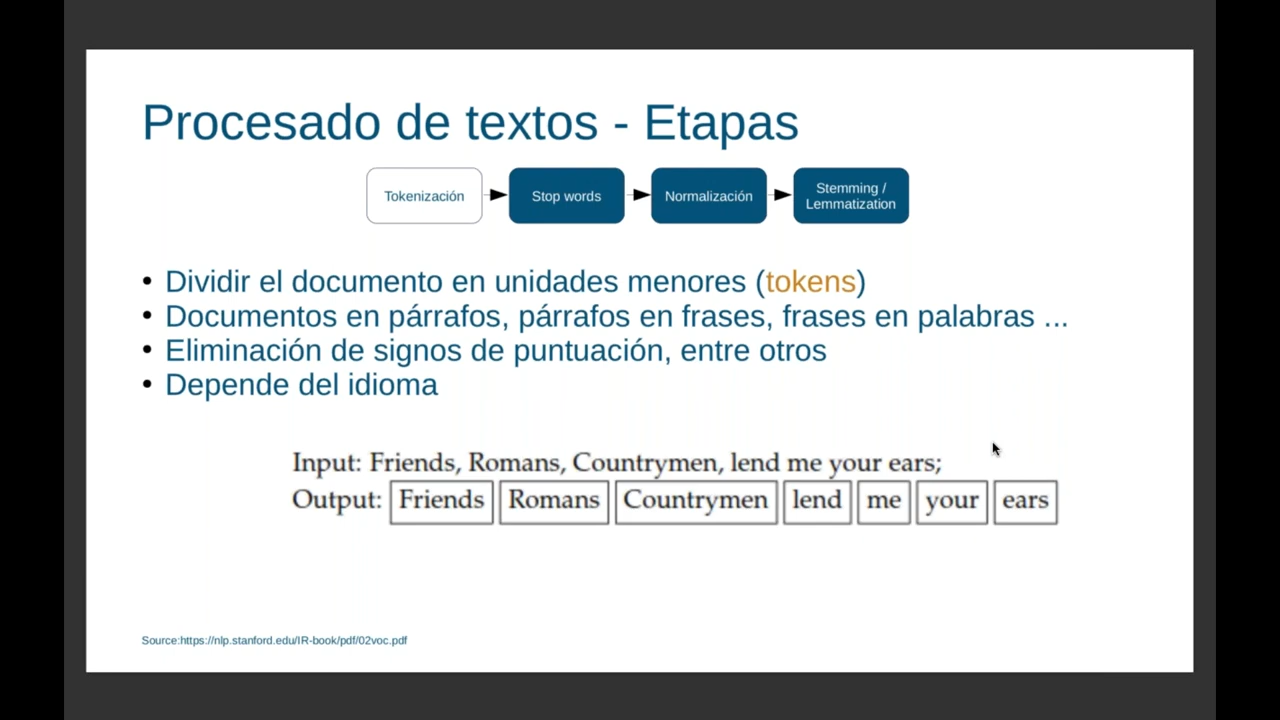 Procesado de textos - Etapas
Tokenización
Stop words
Normalización
Stemming /
Lemmatization
• Dividir el documento en unidades menores (tokens)
• Documentos en párrafos, párrafos en frases, frases en palabras ...
• Eliminación de signos de puntuación, entre otros
• Depende del idioma
Input: Friends, Romans, Countrymen, lend me your ears;
Output: Friends Romans Countrymen lend me your ears
Source:https://nlp.stanford.edu/IR-book/pdf/02voc.pdf